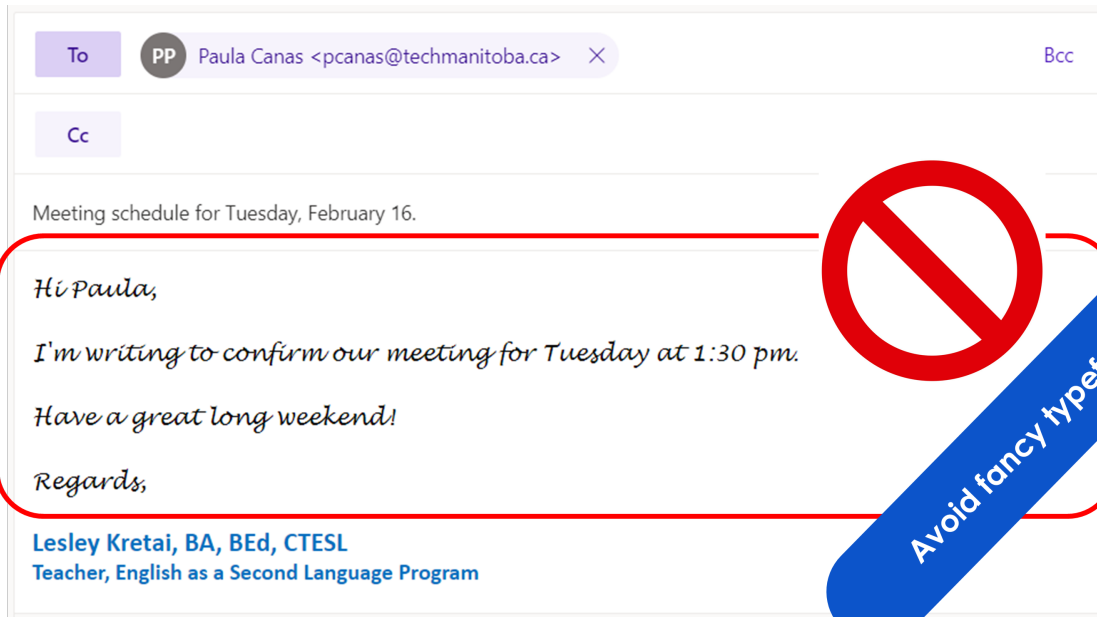 To
PP
Paula Canas <pcanas@techmanitoba.ca>
Bcc
Cc
Meeting schedule for Tuesday, February 16.
Hi Paula,
I'm writing to confirm our meeting for Tuesday at 1:30 pm.
Have a great long weekend!
Regards,
Avoid fancy
Lesley Kretai, BA, BEd, CTESL
Teacher, English as a Second Language Program